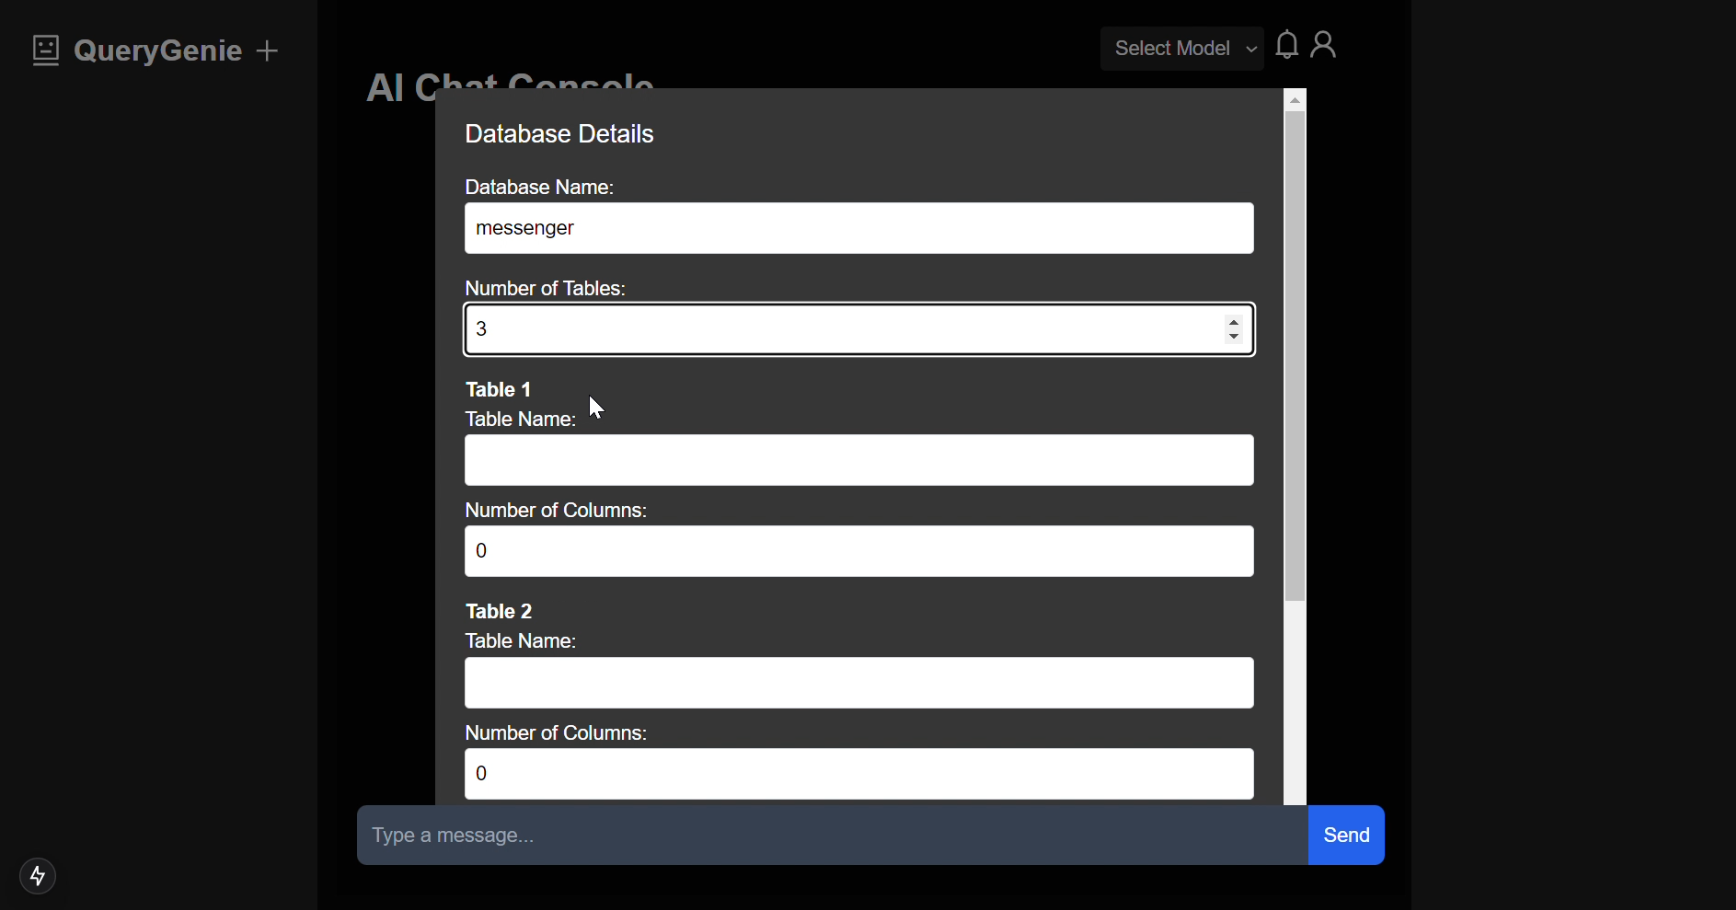 QueryGenie
Select Model
AI Chat Console
Database Details
Database Name:
messenger
Number of Tables:
3
Table 1
Table Name:
Number of Columns:
0
Table 2
Table Name:
Number of Columns:
0
Type a message...
Send